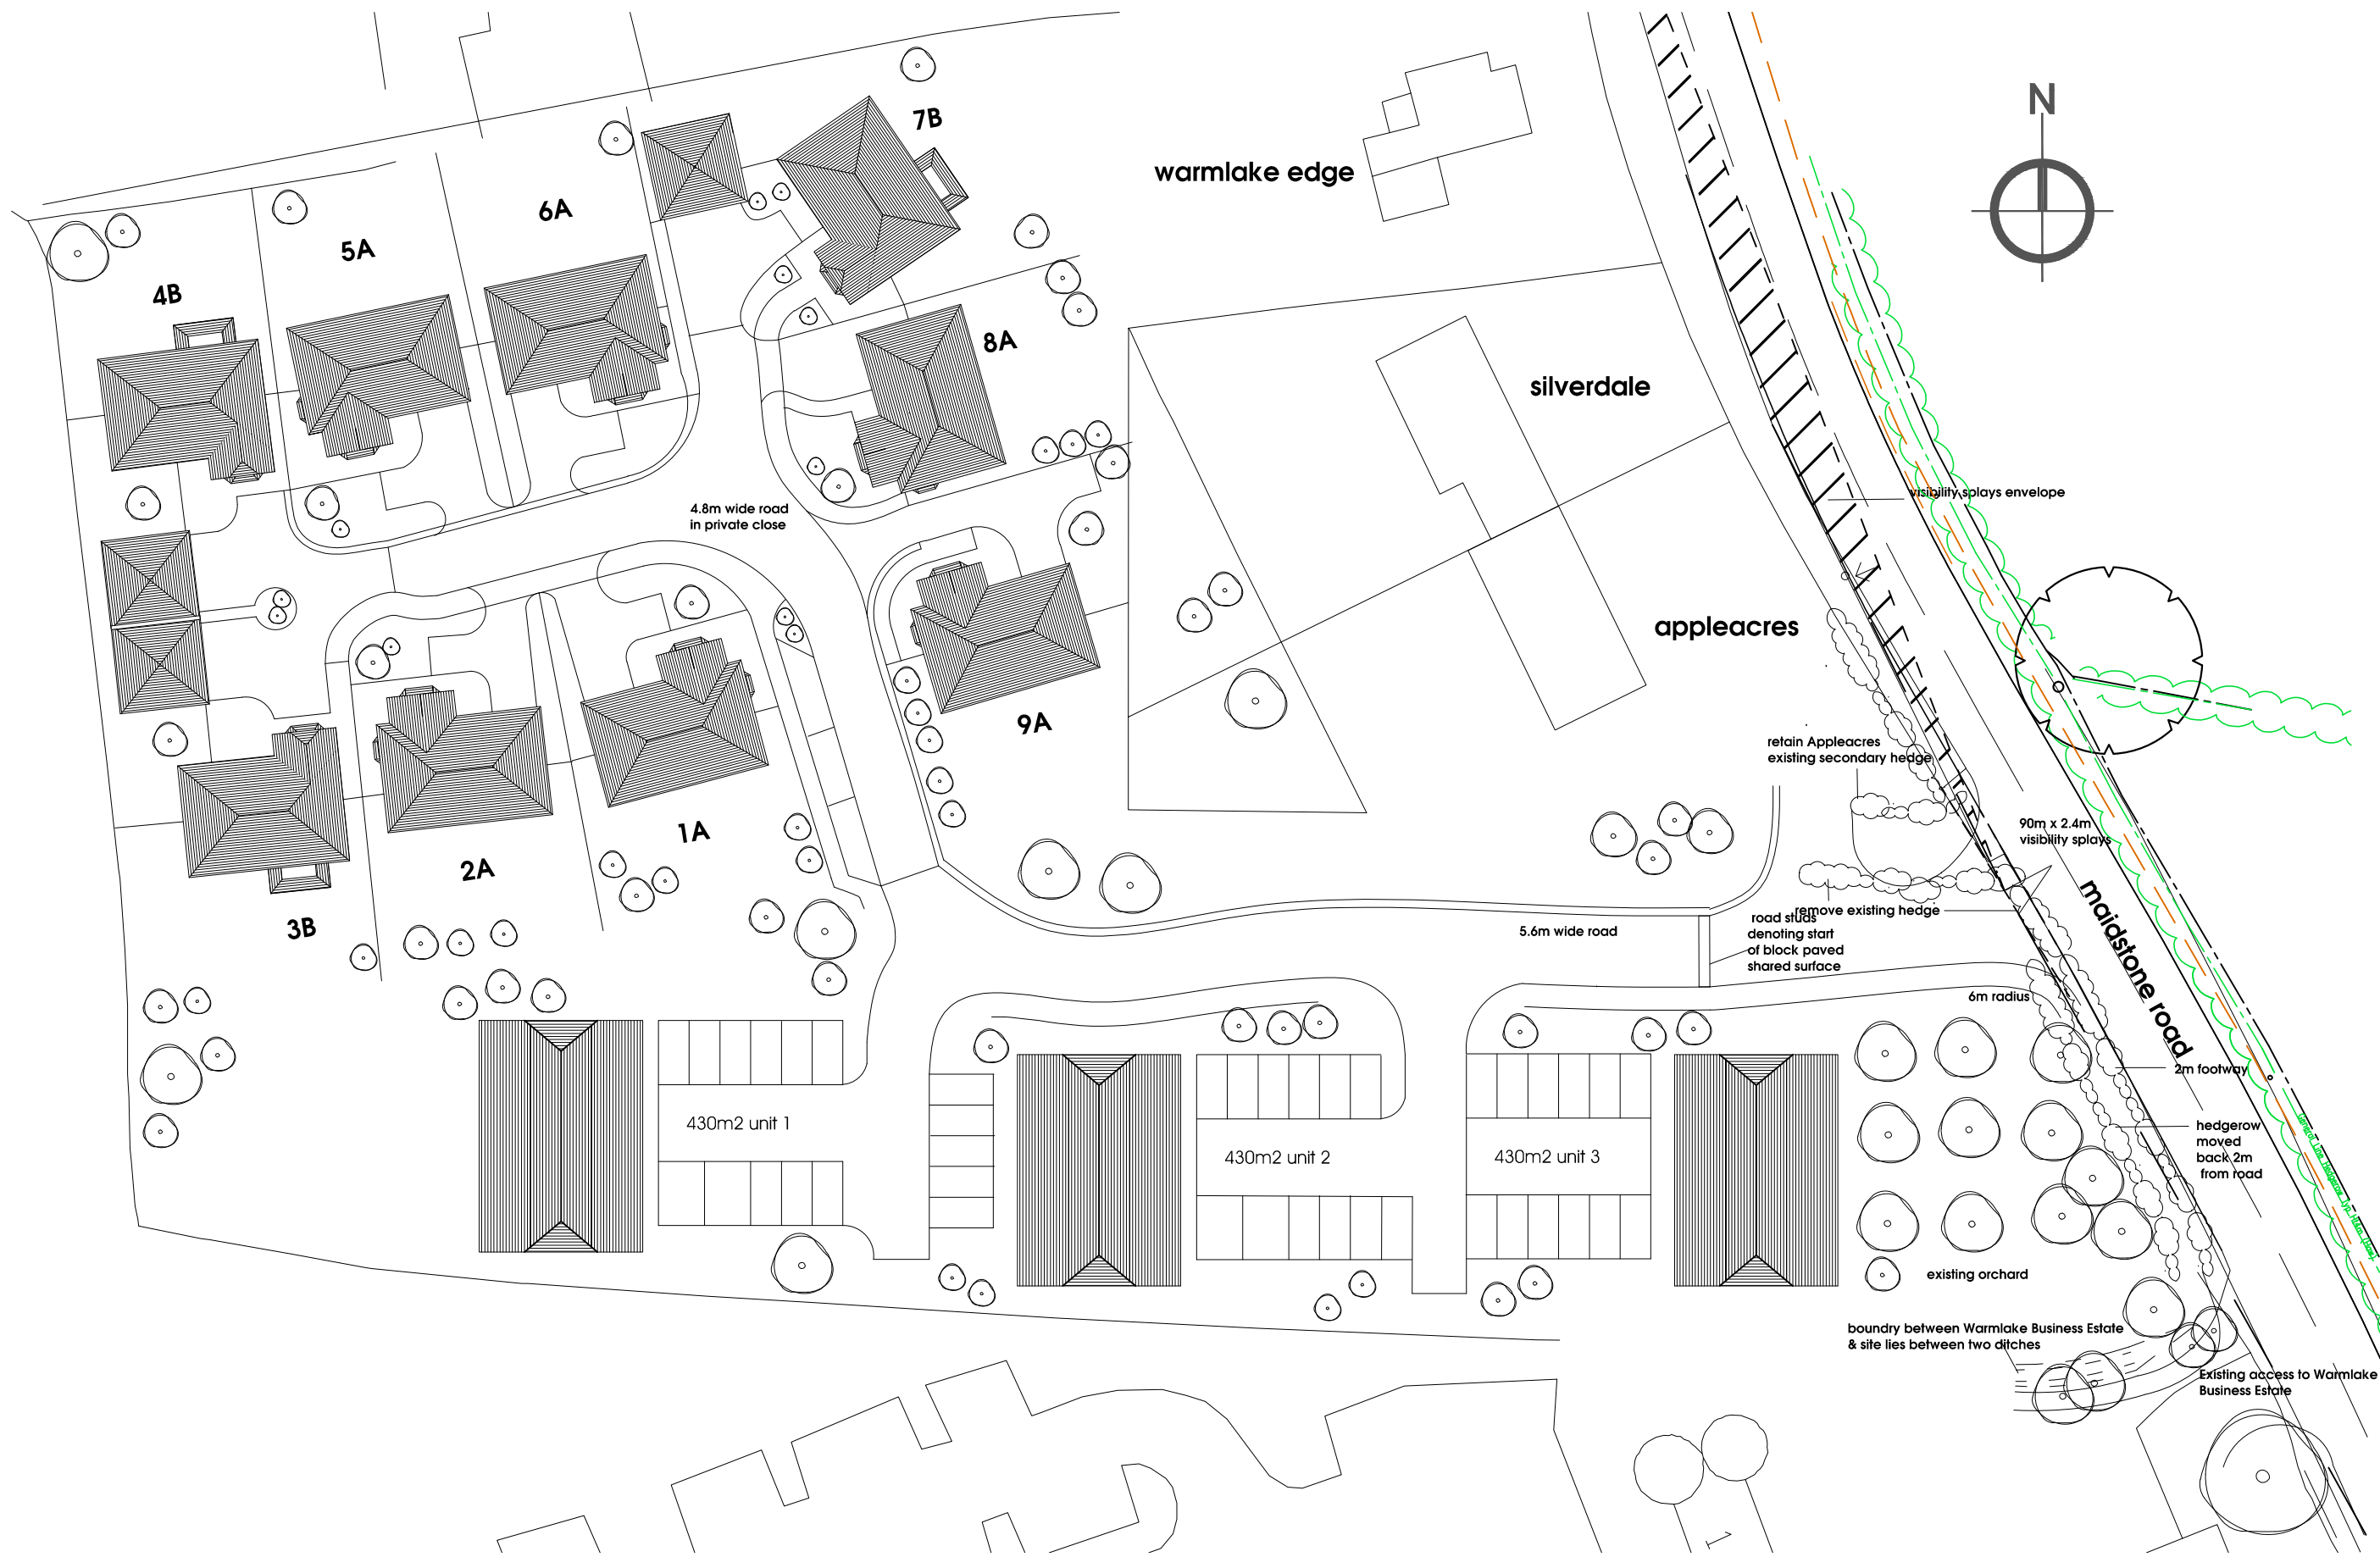 N
7B
warmlake edge
6A
5A
4B
8A
silverdale
visibility splays envelope
4.8m wide road
in private close
appleacres
9A
retain Appleacres
existing secondary hedge
1A
90m x 2.4m
visibility splays
2A
3B
maidstone road
remove existing hedge
road studs
denoting start
of block paved
shared surface
5.6m wide road
6m radius
2m footway
430m2 unit 1
430m2 unit 2
430m2 unit 3
hedgerow
moved
back 2m
from road
existing orchard
boundry between Warmlake Business Estate
& site lies between two ditches
Existing access to Warmlake
Business Estate